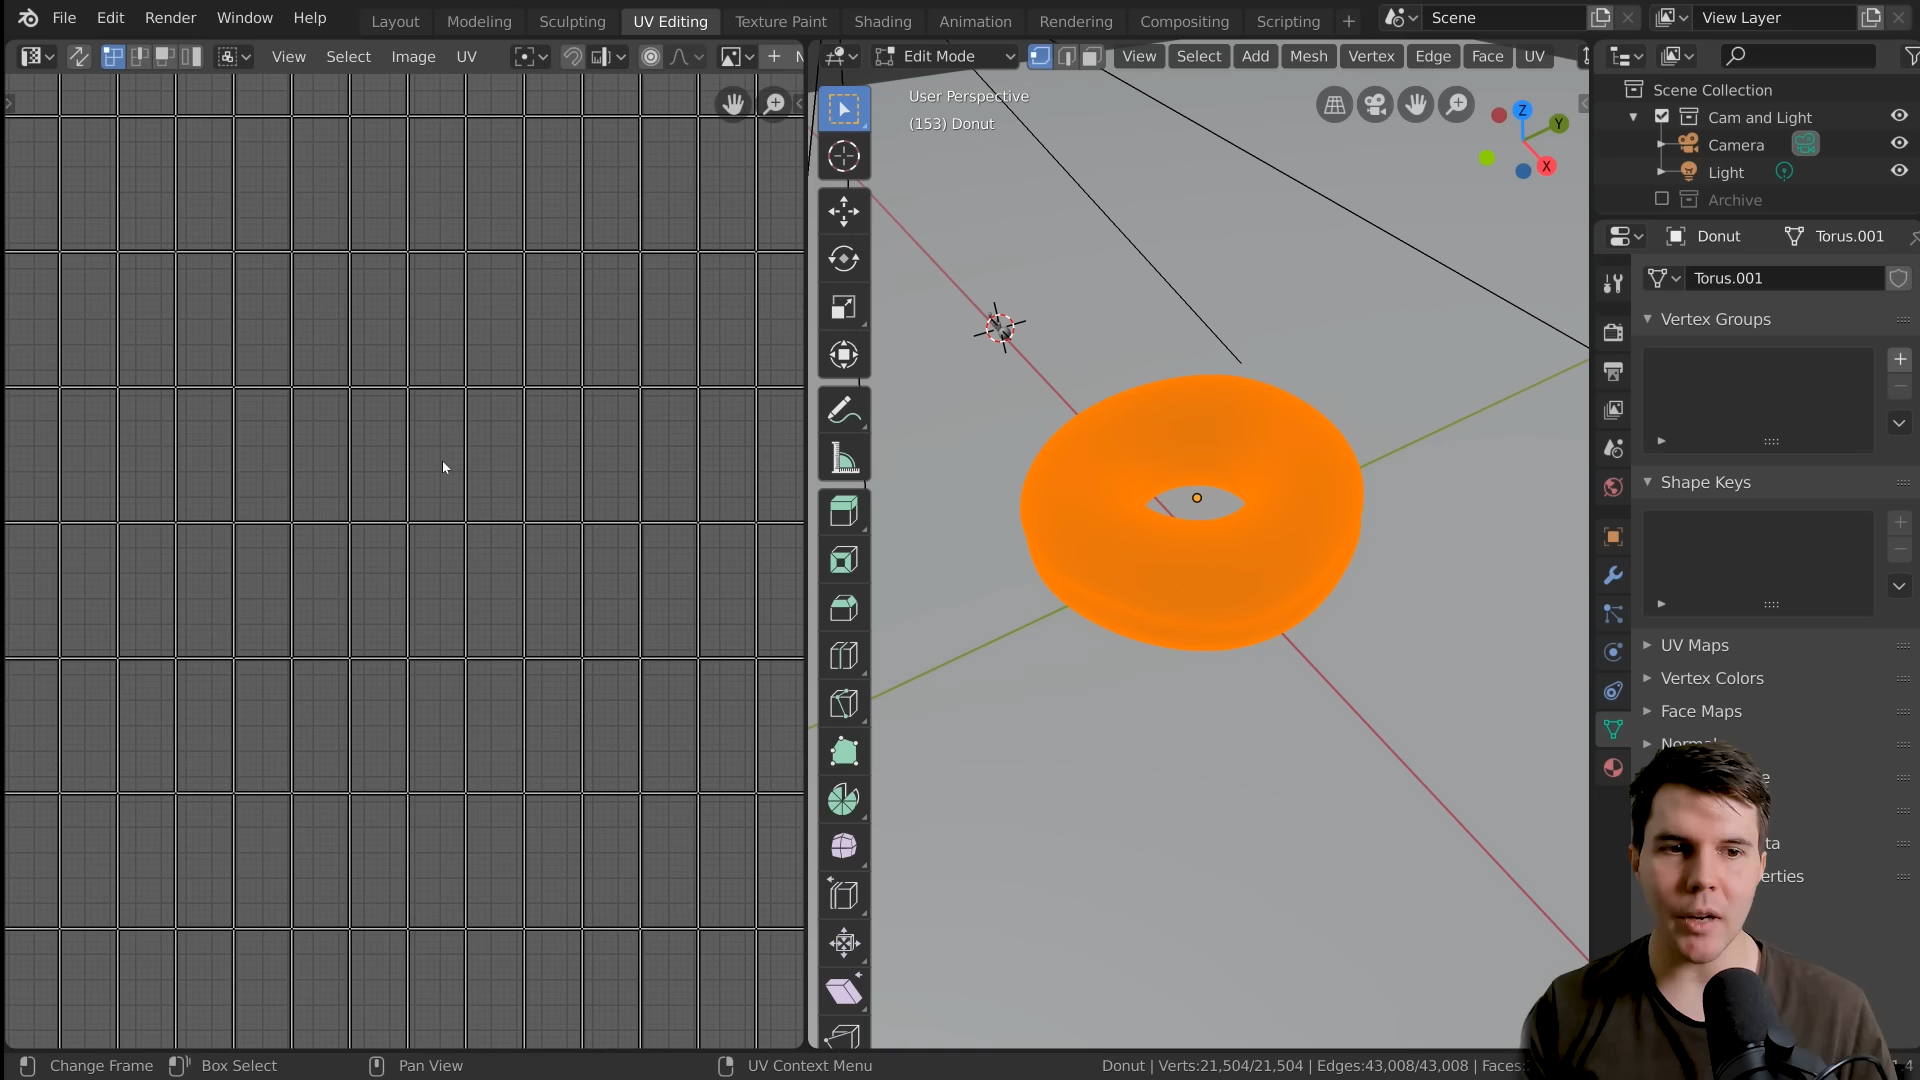 File Edit Render Window Help
Layout Modeling Sculpting UV Editing Texture Paint Shading Animation Rendering Compositing Scripting +
Scene
View Layer
View Select Image UV
Edit Mode
View Select Add Mesh Vertex Edge Face UV
User Perspective
(153) Donut
Z
Y
X
Scene Collection
Cam and Light
Camera
Light
Archive
Donut
Torus.001
Torus.001
Vertex Groups
Shape Keys
UV Maps
Vertex Colors
Face Maps
ta
erties
Change Frame
Box Select
Pan View
UV Context Menu
Donut | Verts:21,504/21,504 | Edges:43,008/43,008 | Faces: